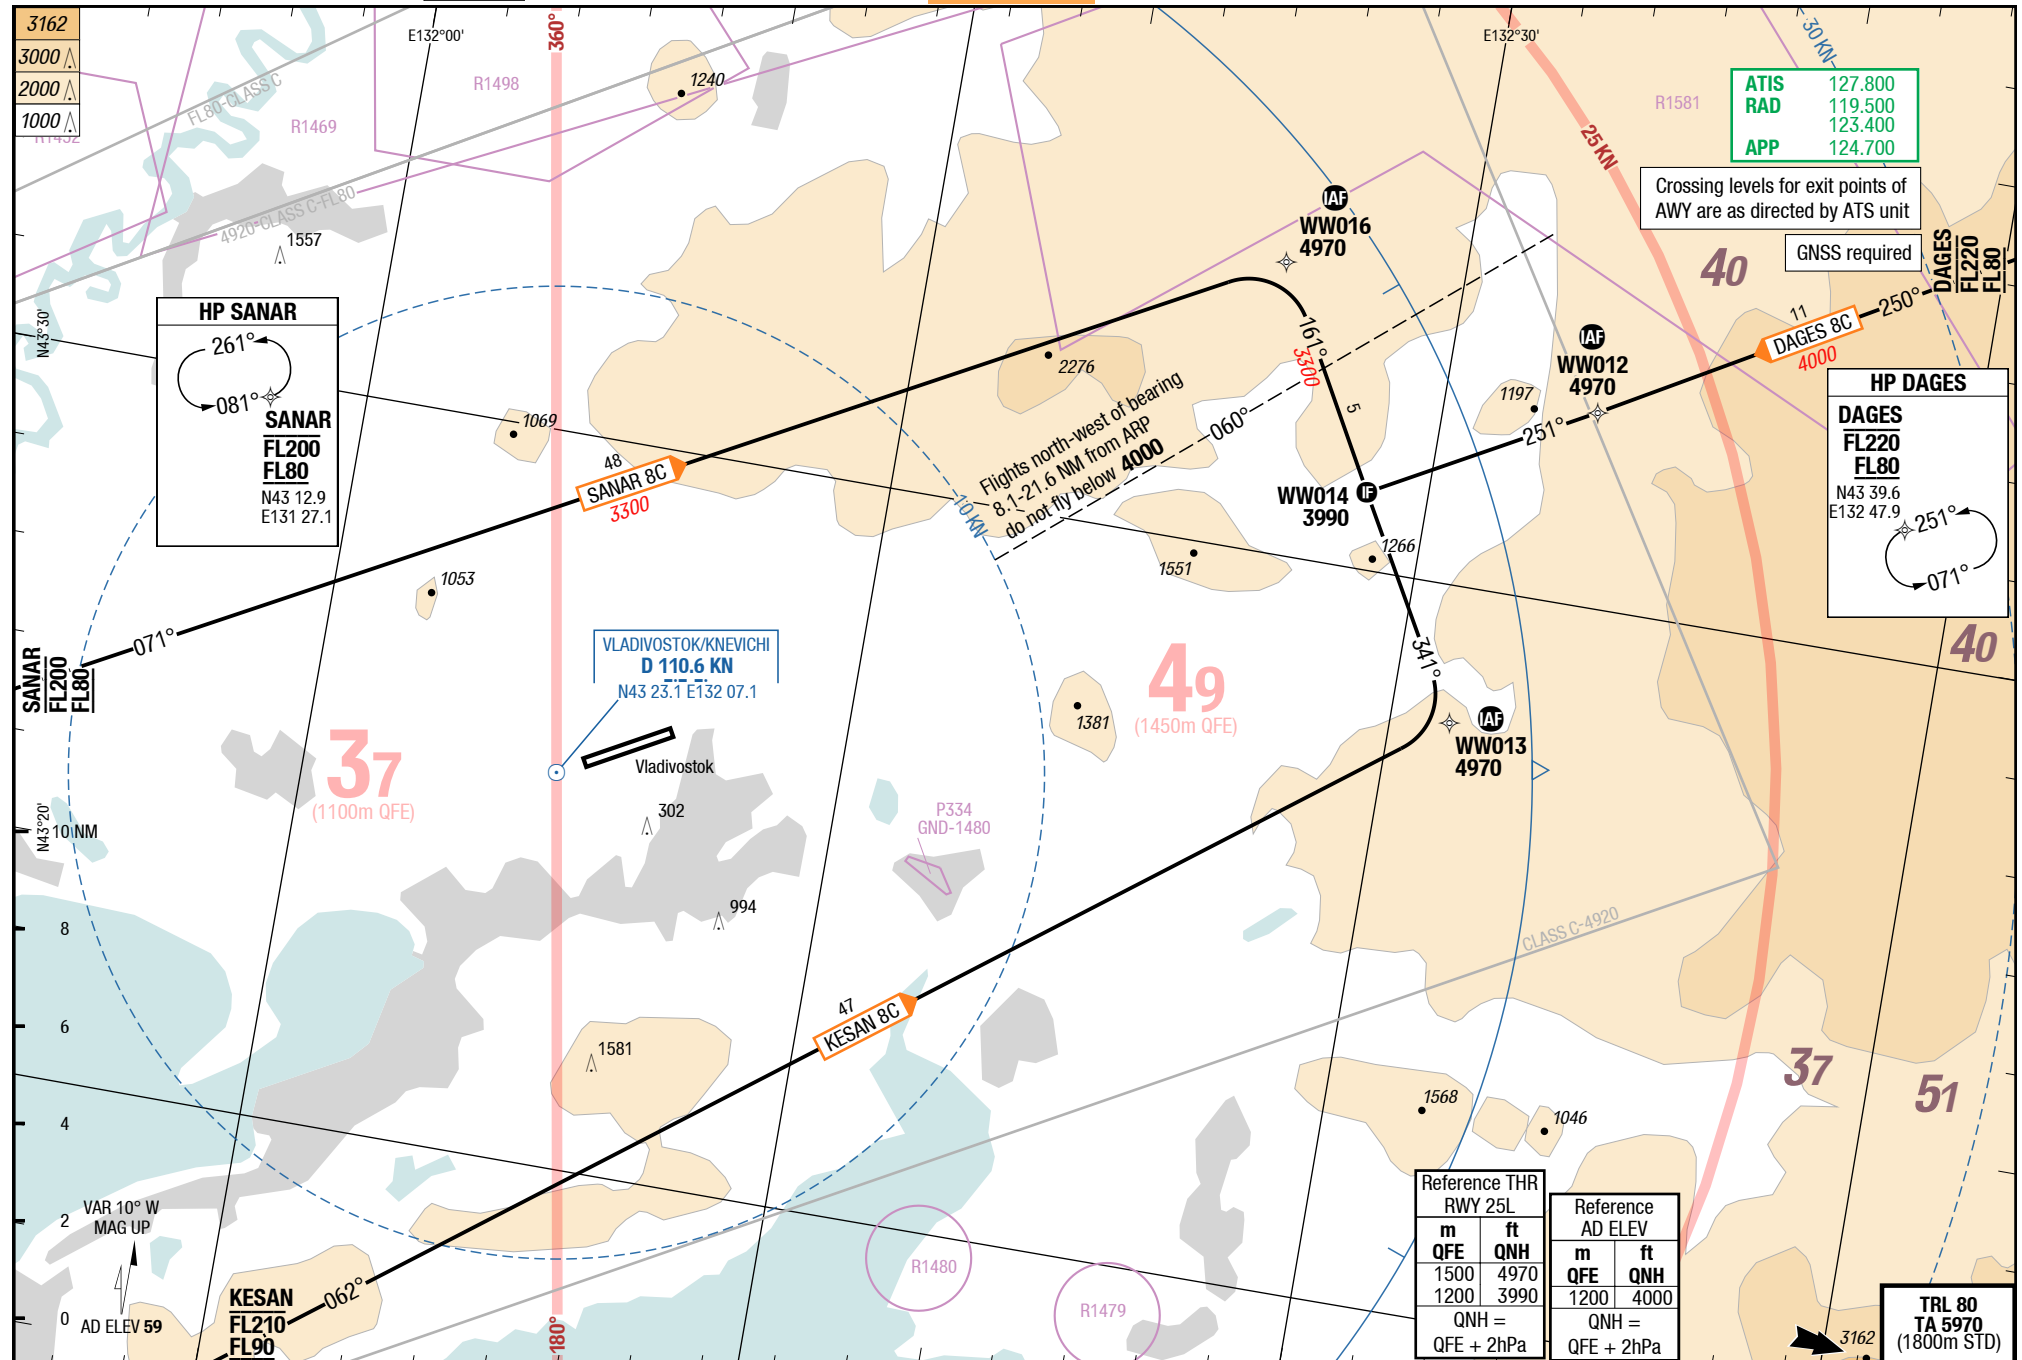 3162
3000
2000
1000
R1452
FL80-CLASS C
R1469
R1498
4920-CLASS C-FL80
E132°00'
360°
1240
E132°30'
30 KN
25 KN
R1581
ATIS 127.800
RAD 119.500
123.400
APP 124.700
Crossing levels for exit points of
AWY are as directed by ATS unit
GNSS required
40
DAGES
FL220
FL80
250°
11
DAGES 8C
4000
1557
HP SANAR
261°
081°
SANAR
FL200
FL80
N43 12.9
E131 27.1
N43°30'
IAF
WW016
4970
161°
3300
5
IAF
WW012
4970
1197
251°
HP DAGES
DAGES
FL220
FL80
N43 39.6
E132 47.9
251°
071°
2276
1069
48
SANAR 8C
3300
Flights north-west of bearing
8.1-21.6 NM from ARP
do not fly below 4000
060°
10 KN
WW014 IF
3990
1266
1551
1053
071°
SANAR
FL200
FL80
VLADIVOSTOK/KNEVICHI
D 110.6 KN
N43 23.1 E132 07.1
49
(1450m QFE)
1381
341°
IAF
WW013
4970
40
37
(1100m QFE)
Vladivostok
302
P334
GND-1480
N43°20'
10 NM
8
6
4
2
0
994
CLASS C-4920
47
KESAN 8C
1581
37
51
1568
1046
VAR 10° W
MAG UP
AD ELEV 59
KESAN
FL210
FL90
062°
180°
R1480
R1479
Reference THR
RWY 25L
m ft
QFE QNH
1500 4970
1200 3990
QNH =
QFE + 2hPa
Reference
AD ELEV
m ft
QFE QNH
1200 4000
QNH =
QFE + 2hPa
3162
TRL 80
TA 5970
(1800m STD)